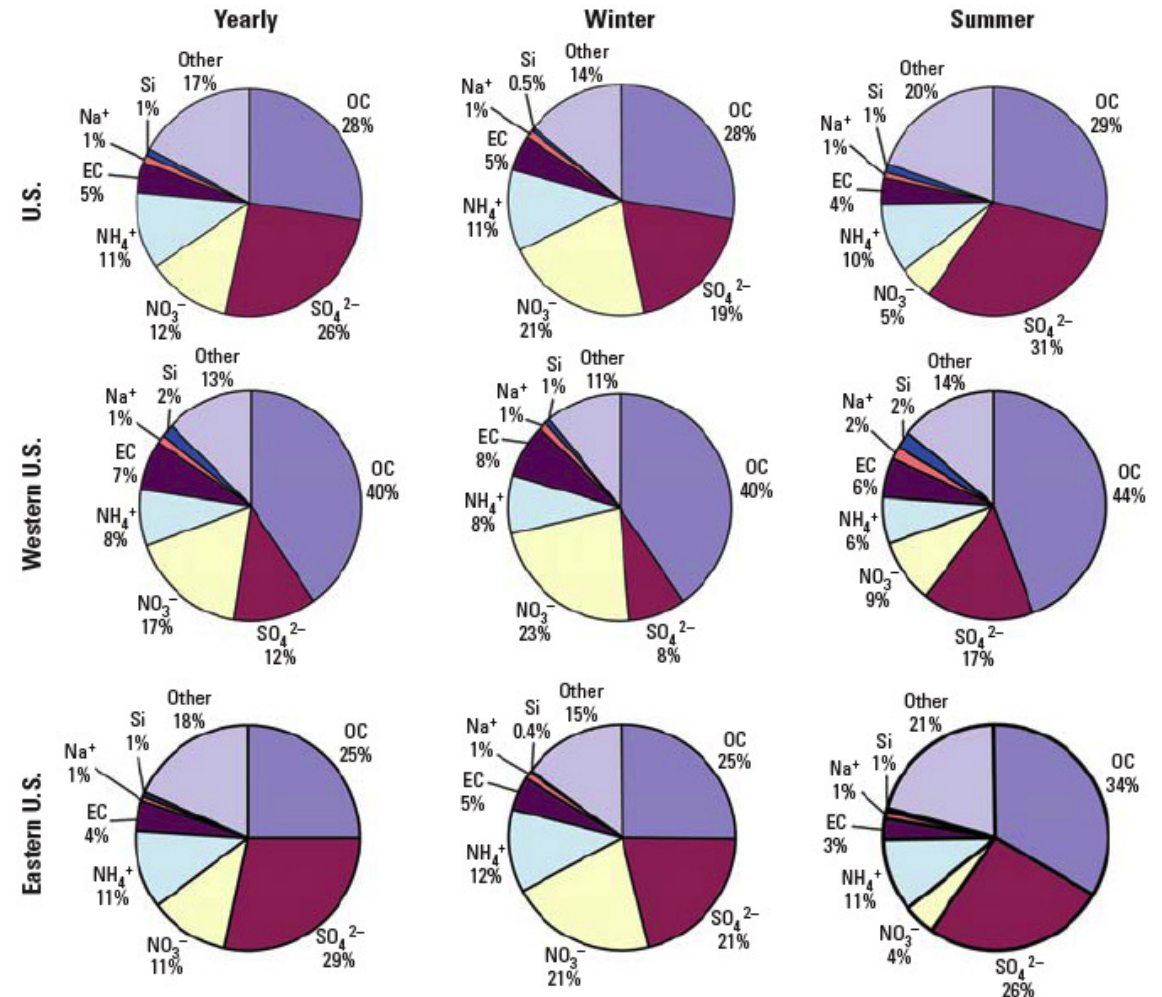 Yearly
Winter
Summer
U.S.
Other
17%
Si
1%
Na⁺
1%
EC
5%
NH₄⁺
11%
NO₃⁻
12%
SO₄²⁻
26%
OC
28%
Other
14%
Si
0.5%
Na⁺
1%
EC
5%
NH₄⁺
11%
NO₃⁻
21%
SO₄²⁻
19%
OC
28%
Other
20%
Si
1%
Na⁺
1%
EC
4%
NH₄⁺
10%
NO₃⁻
5%
SO₄²⁻
31%
OC
29%
Western U.S.
Other
13%
Si
2%
Na⁺
1%
EC
7%
NH₄⁺
8%
NO₃⁻
17%
SO₄²⁻
12%
OC
40%
Other
11%
Si
1%
Na⁺
1%
EC
8%
NH₄⁺
8%
NO₃⁻
23%
SO₄²⁻
8%
OC
40%
Other
14%
Si
2%
Na⁺
2%
EC
6%
NH₄⁺
6%
NO₃⁻
9%
SO₄²⁻
17%
OC
44%
Eastern U.S.
Other
18%
Si
1%
Na⁺
1%
EC
4%
NH₄⁺
11%
NO₃⁻
11%
SO₄²⁻
29%
OC
25%
Other
15%
Si
0.4%
Na⁺
1%
EC
5%
NH₄⁺
12%
NO₃⁻
21%
SO₄²⁻
21%
OC
25%
Other
21%
Si
1%
Na⁺
1%
EC
3%
NH₄⁺
11%
NO₃⁻
4%
SO₄²⁻
26%
OC
34%